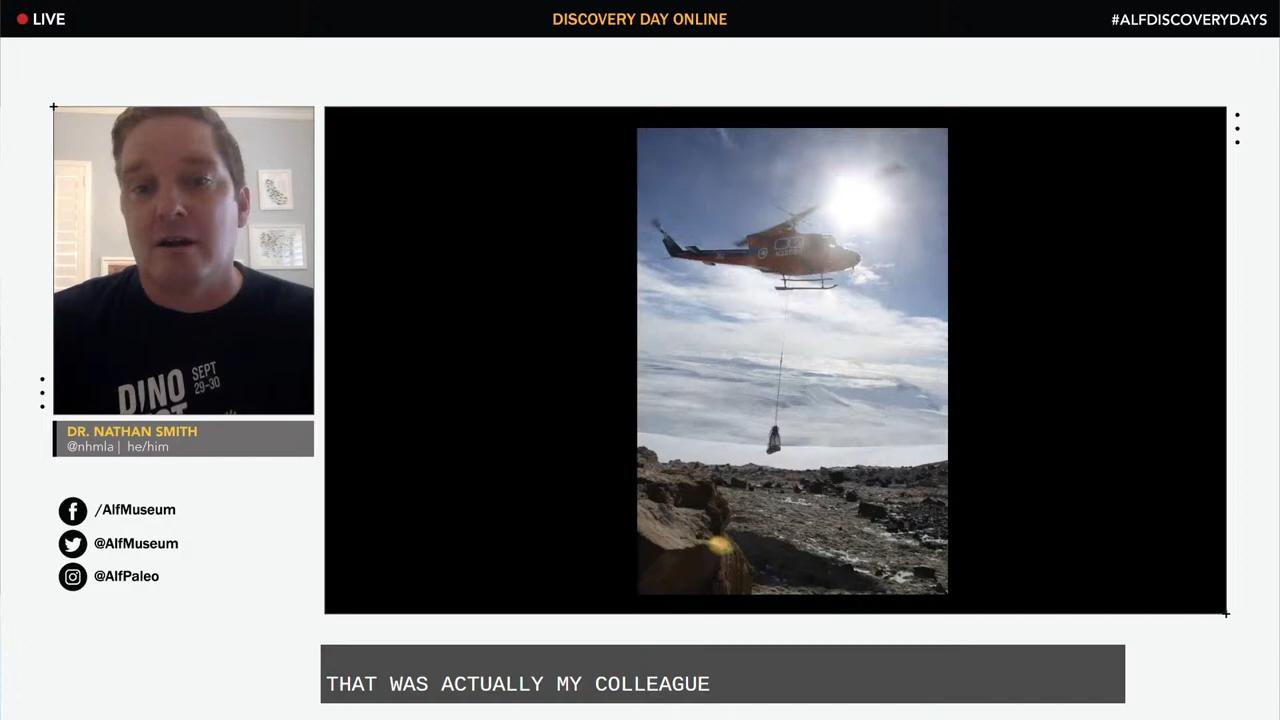 LIVE
DISCOVERY DAY ONLINE
#ALFDISCOVERYDAYS
DINO
SEPT
29-30
DR. NATHAN SMITH
@nhmla | he/him
/AlfMuseum
@AlfMuseum
@AlfPaleo
THAT WAS ACTUALLY MY COLLEAGUE